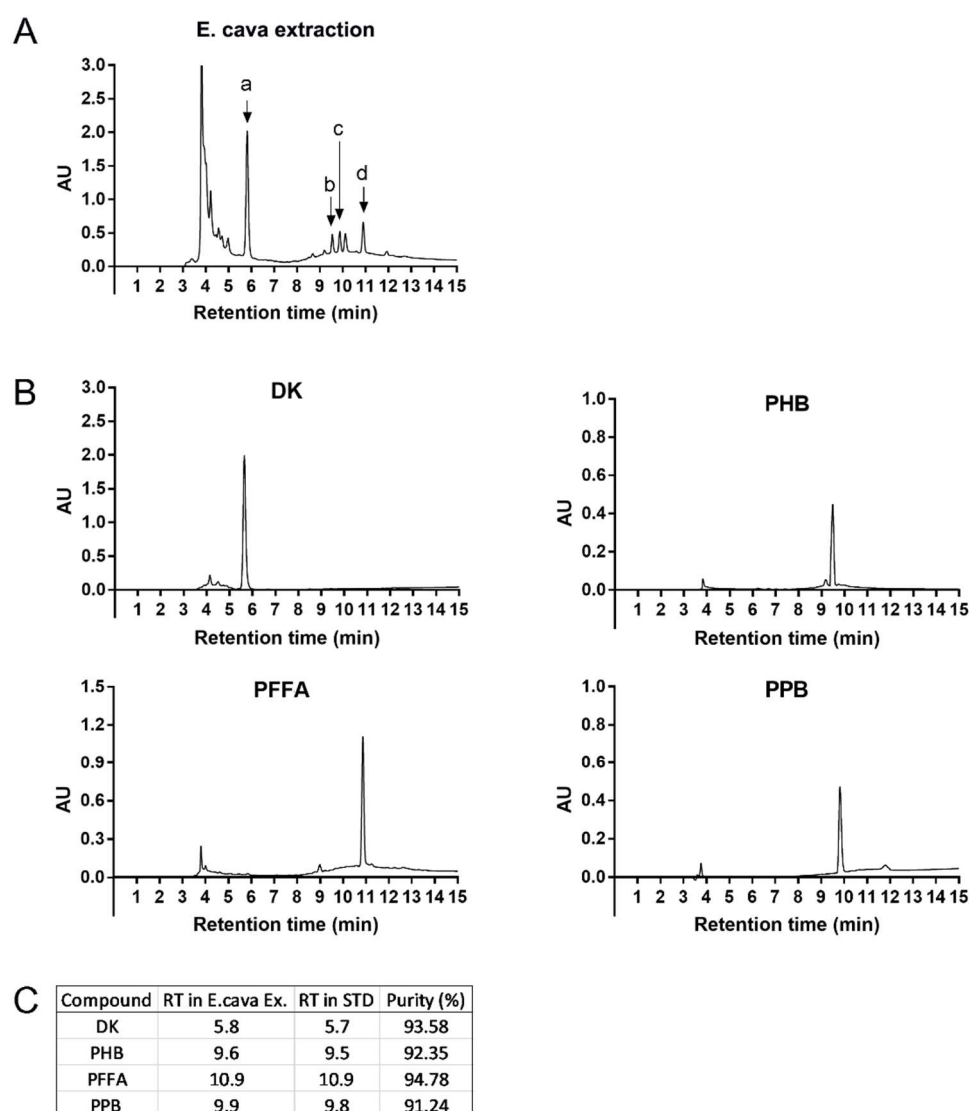 A
E. cava extraction
3.0
2.5
2.0
1.5
1.0
0.5
0.0
AU
a
b
c
d
1 2 3 4 5 6 7 8 9 10 11 12 13 14 15
Retention time (min)
B
DK
3.0
2.5
2.0
1.5
1.0
0.5
0.0
AU
1 2 3 4 5 6 7 8 9 10 11 12 13 14 15
Retention time (min)
PHB
1.0
0.8
0.6
0.4
0.2
0.0
AU
1 2 3 4 5 6 7 8 9 10 11 12 13 14 15
Retention time (min)
PFFA
1.5
1.2
0.9
0.6
0.3
0.0
AU
1 2 3 4 5 6 7 8 9 10 11 12 13 14 15
Retention time (min)
PPB
1.0
0.8
0.6
0.4
0.2
0.0
AU
1 2 3 4 5 6 7 8 9 10 11 12 13 14 15
Retention time (min)
C
Compound RT in E.cava Ex. RT in STD Purity (%)
DK 5.8 5.7 93.58
PHB 9.6 9.5 92.35
PFFA 10.9 10.9 94.78
PPB 9.9 9.8 91.24